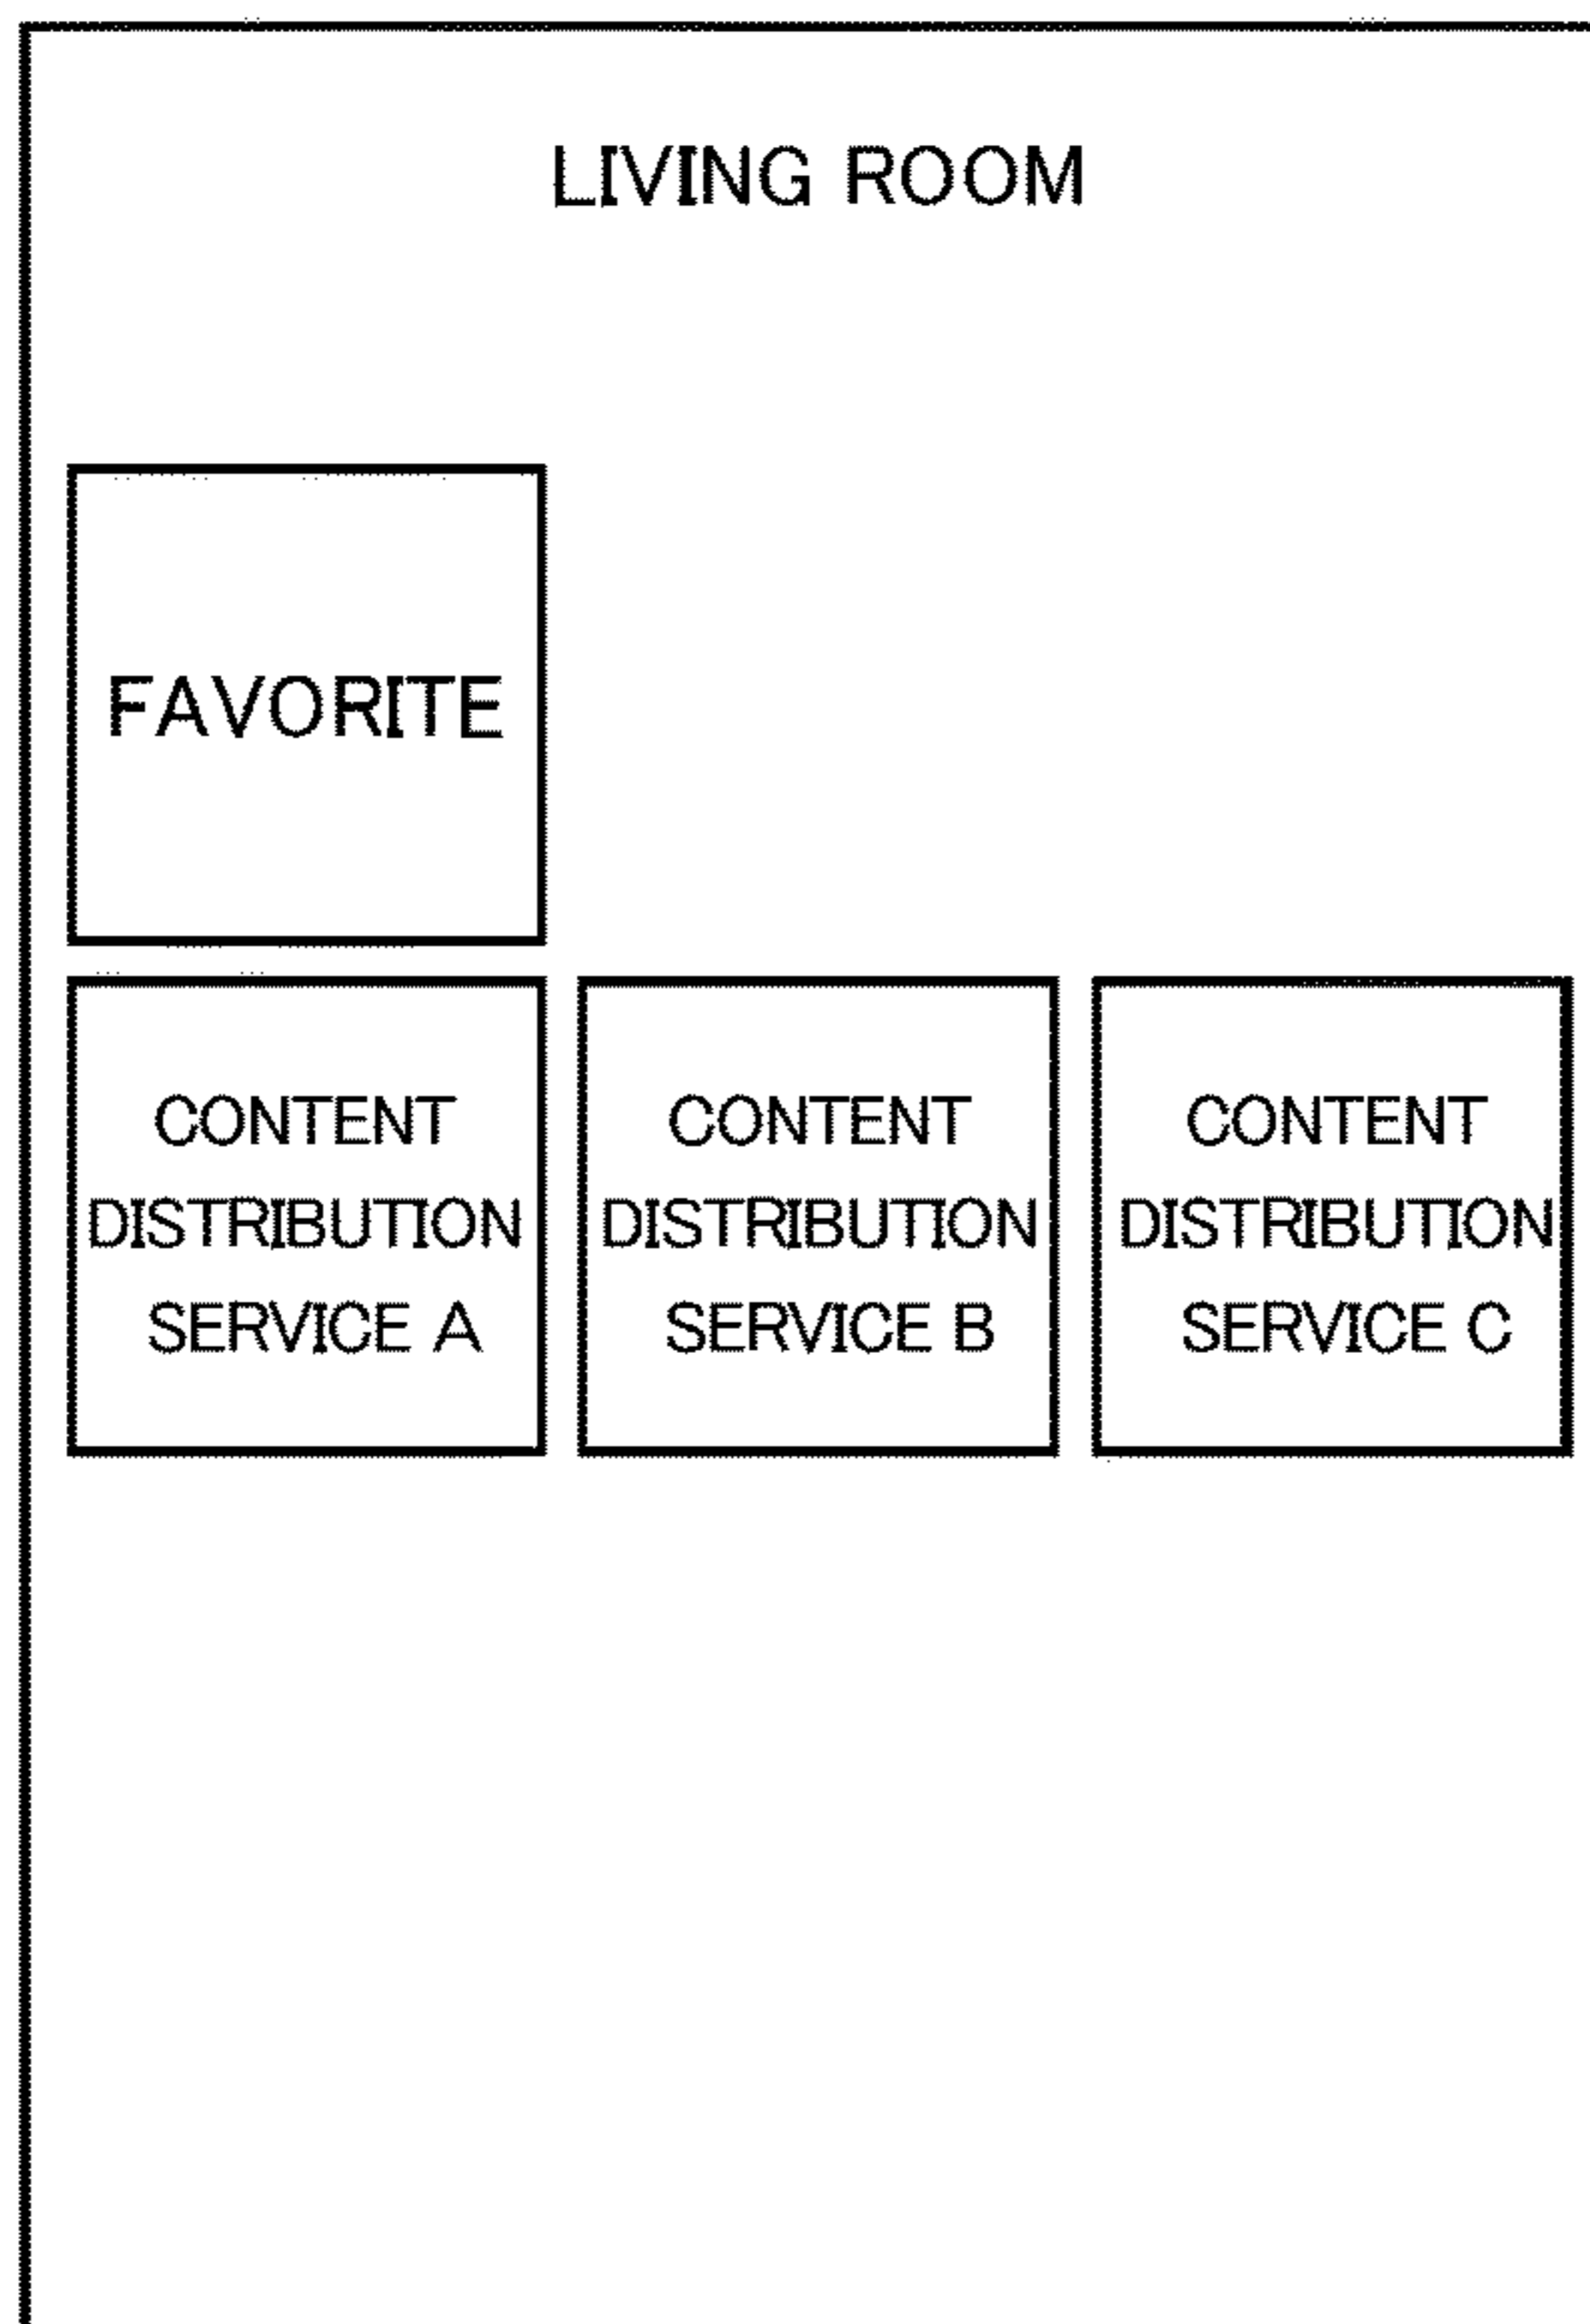 LIVING ROOM
FAVORITE
CONTENT
DISTRIBUTION
SERVICE A
CONTENT
DISTRIBUTION
SERVICE B
CONTENT
DISTRIBUTION
SERVICE C